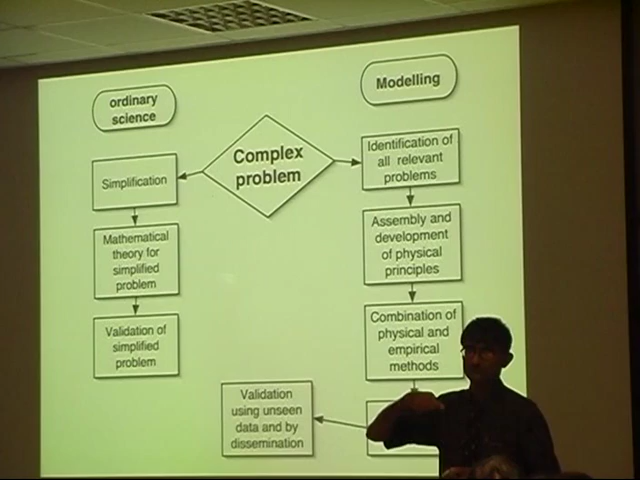 ordinary
science
Modelling
Complex
problem
Simplification
Mathematical
theory for
simplified
problem
Validation of
simplified
problem
Identification of
all relevant
problems
Assembly and
development
of physical
principles
Combination of
physical and
empirical
methods
Validation
using unseen
data and by
dissemination